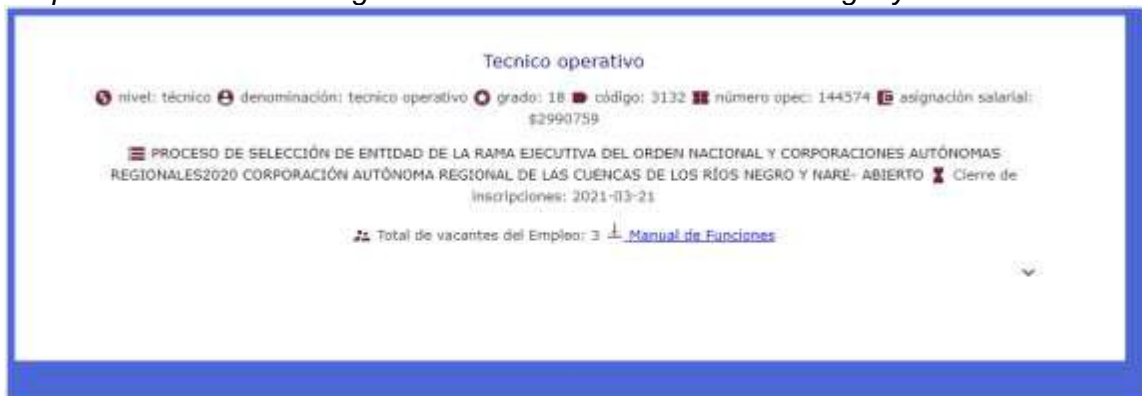 Tecnico operativo
nivel: técnico denominación: tecnico operativo grado: 18 código: 3132 número opec: 144574 asignación salarial:
$2990759
PROCESO DE SELECCIÓN DE ENTIDAD DE LA RAMA EJECUTIVA DEL ORDEN NACIONAL Y CORPORACIONES AUTÓNOMAS
REGIONALES2020 CORPORACIÓN AUTÓNOMA REGIONAL DE LAS CUENCAS DE LOS RÍOS NEGRO Y NARE- ABIERTO Cierre de
inscripciones: 2021-03-21
Total de vacantes del Empleo: 3 Manual de Funciones